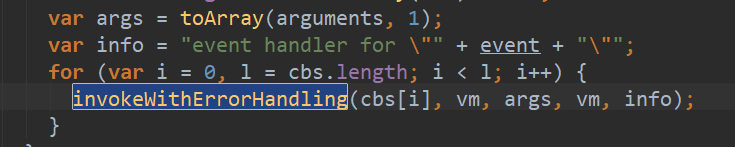 var args = toArray(arguments, 1);
var info = "event handler for \"" + event + "\"";
for (var i = 0, l = cbs.length; i < l; i++) {
invokeWithErrorHandling(cbs[i], vm, args, vm, info);
}